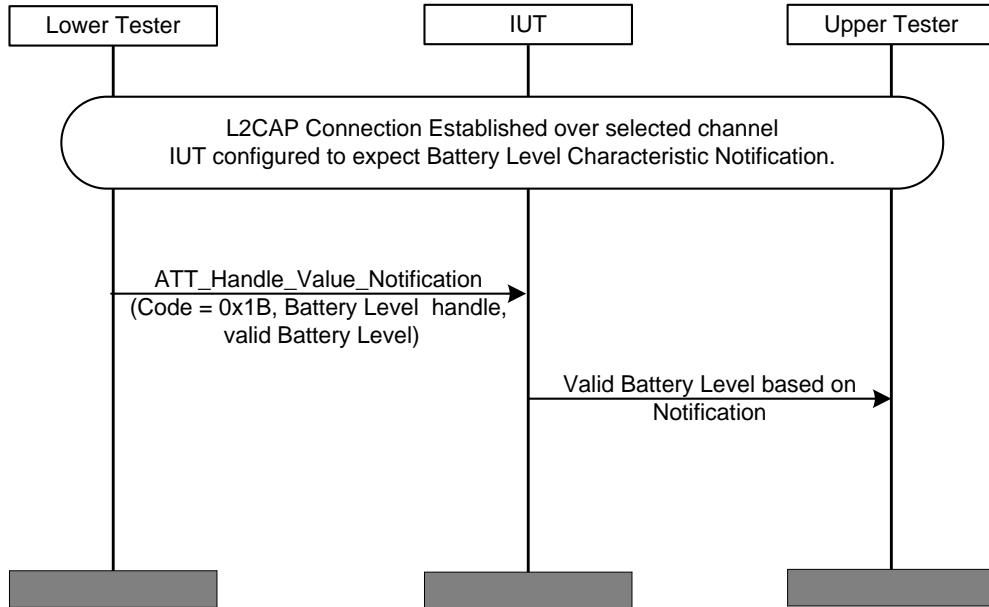 Lower Tester
IUT
Upper Tester
L2CAP Connection Established over selected channel
IUT configured to expect Battery Level Characteristic Notification.
ATT_Handle_Value_Notification
(Code = 0x1B, Battery Level handle,
valid Battery Level)
Valid Battery Level based on
Notification